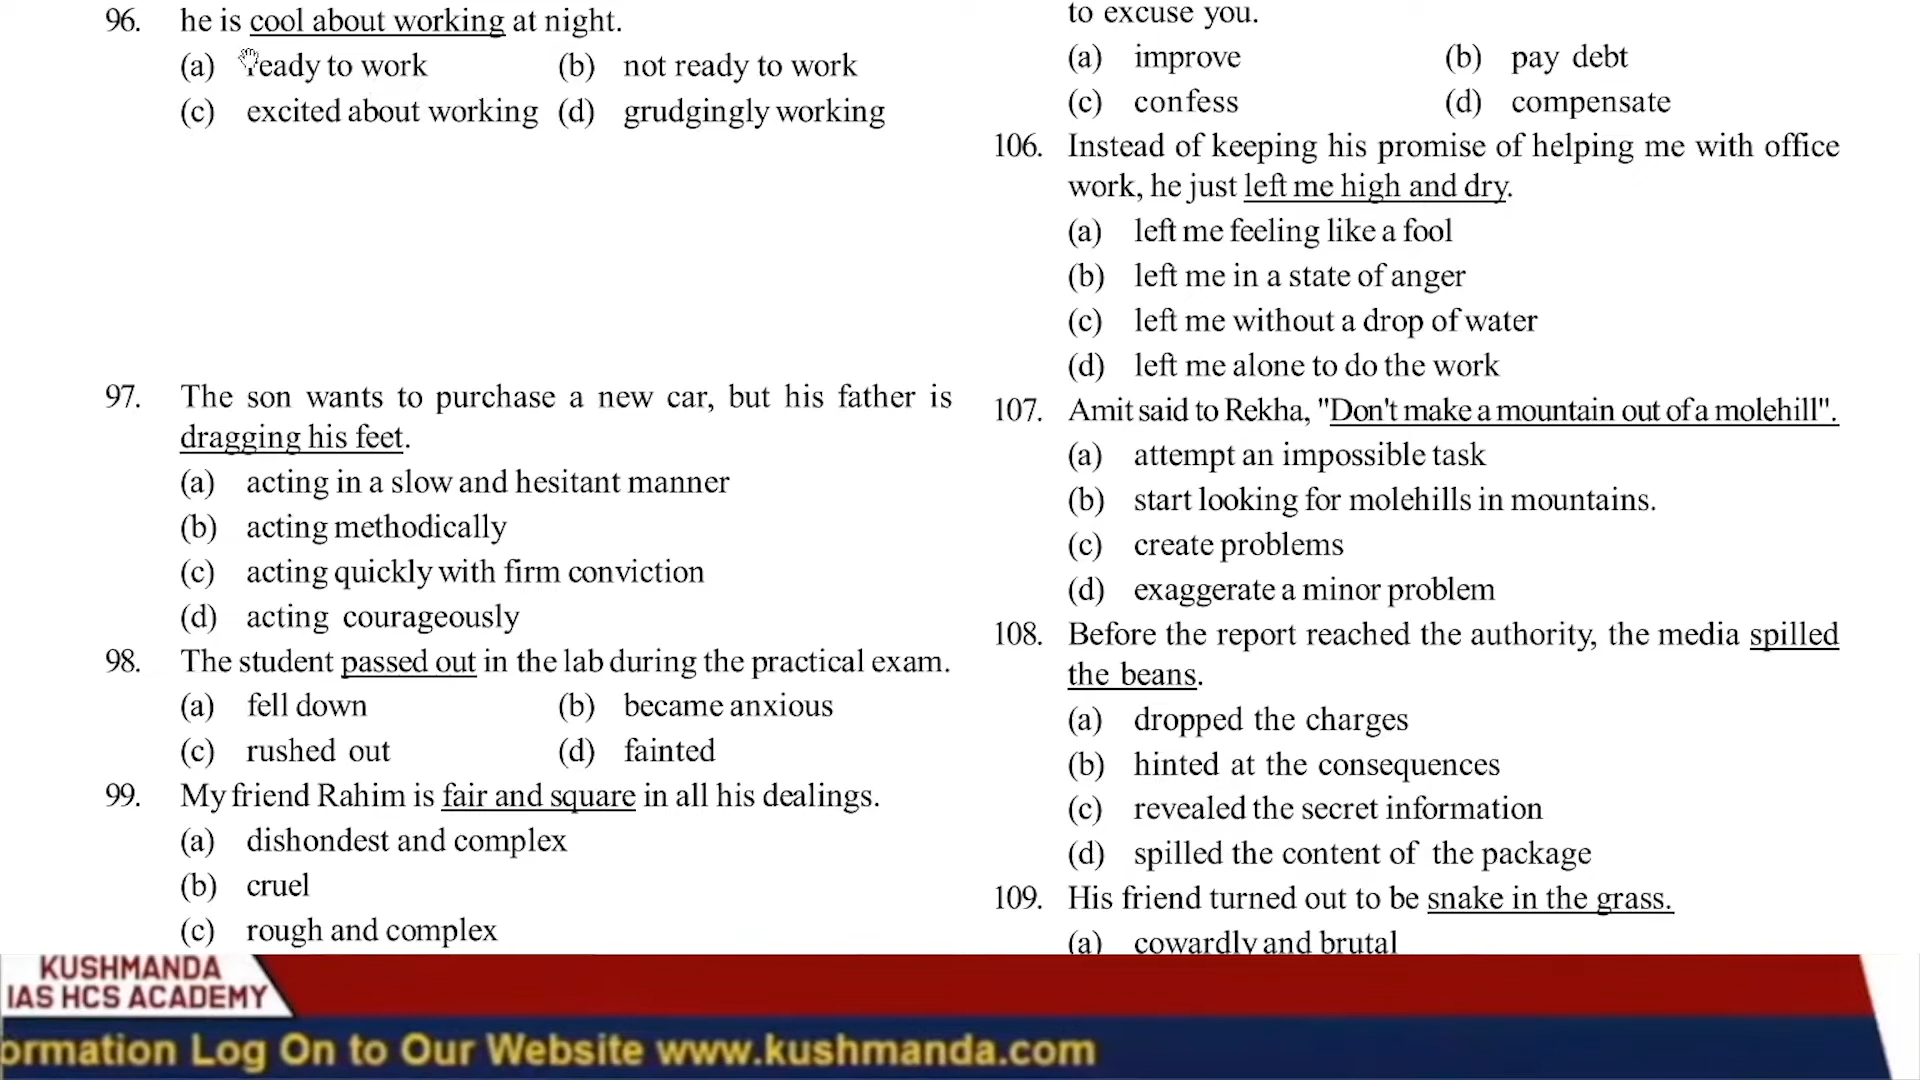 96. he is cool about working at night.
(a) ready to work (b) not ready to work
(c) excited about working (d) grudgingly working
97. The son wants to purchase a new car, but his father is
dragging his feet.
(a) acting in a slow and hesitant manner
(b) acting methodically
(c) acting quickly with firm conviction
(d) acting courageously
98. The student passed out in the lab during the practical exam.
(a) fell down (b) became anxious
(c) rushed out (d) fainted
99. My friend Rahim is fair and square in all his dealings.
(a) dishondest and complex
(b) cruel
(c) rough and complex
to excuse you.
(a) improve (b) pay debt
(c) confess (d) compensate
106. Instead of keeping his promise of helping me with office
work, he just left me high and dry.
(a) left me feeling like a fool
(b) left me in a state of anger
(c) left me without a drop of water
(d) left me alone to do the work
107. Amit said to Rekha, "Don't make a mountain out of a molehill".
(a) attempt an impossible task
(b) start looking for molehills in mountains.
(c) create problems
(d) exaggerate a minor problem
108. Before the report reached the authority, the media spilled
the beans.
(a) dropped the charges
(b) hinted at the consequences
(c) revealed the secret information
(d) spilled the content of the package
109. His friend turned out to be snake in the grass.
(a) cowardly and brutal
KUSHMANDA
IAS HCS ACADEMY
ormation Log On to Our Website www.kushmanda.com